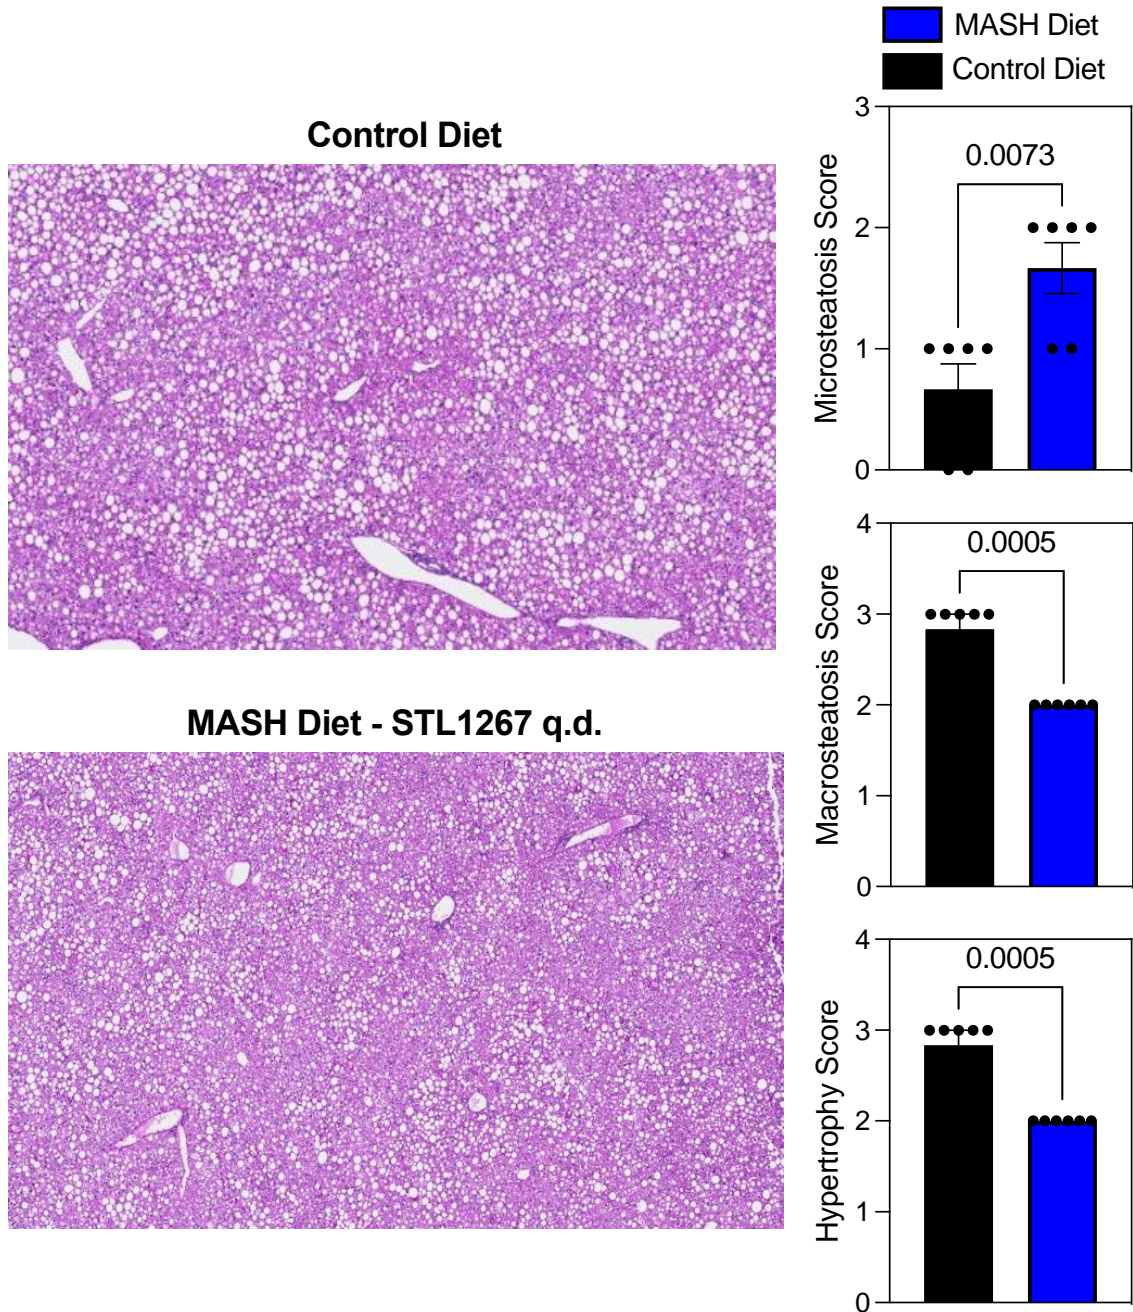 MASH Diet
Control Diet
Control Diet
MASH Diet - STL1267 q.d.
3
2
1
0
Microsteatosis Score
0.0073
4
3
2
1
0
Macrosteatosis Score
0.0005
4
3
2
1
0
Hypertrophy Score
0.0005